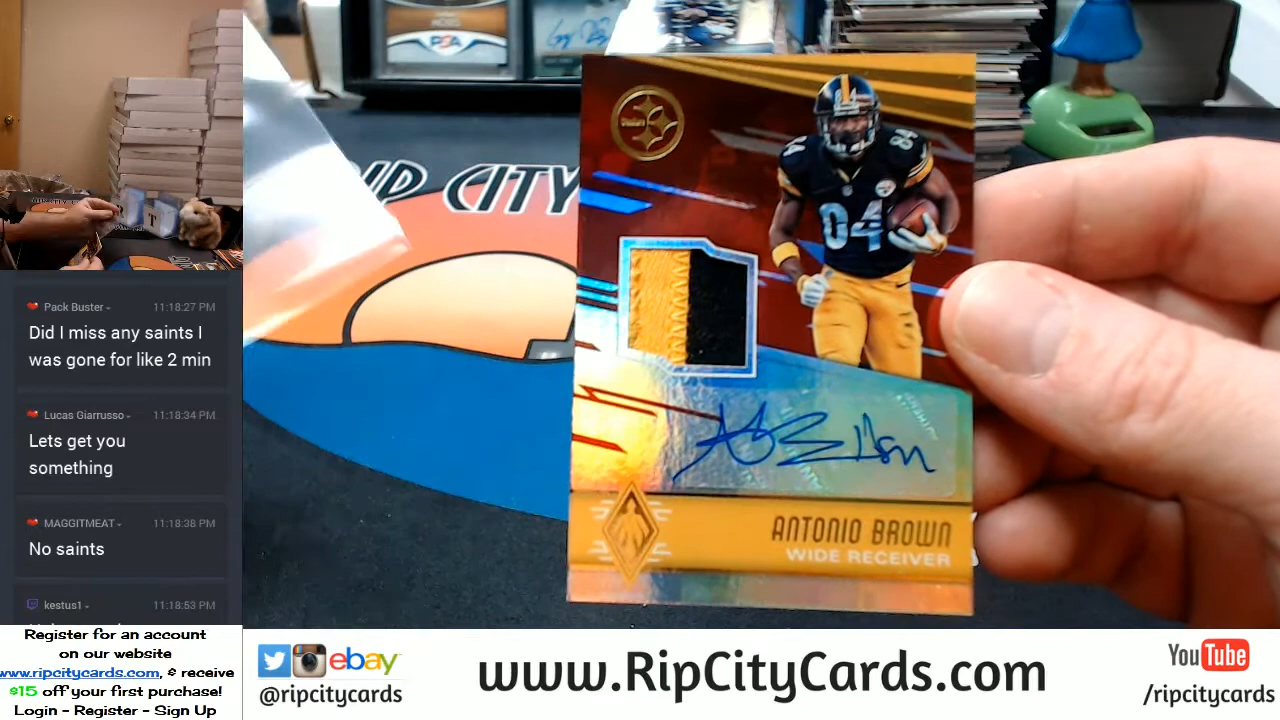 PSA
RIP CITY
84
84
84
Steelers
ANTONIO BROWN
WIDE RECEIVER
T
Pack Buster 11:18:27 PM
Did I miss any saints I
was gone for like 2 min
Lucas Giarrusso 11:18:34 PM
Lets get you
something
MAGGITMEAT 11:18:38 PM
No saints
kestus1 11:18:53 PM
Register for an account
on our website
www.ripcitycards.com, & receive
$15 off your first purchase!
Login - Register - Sign Up
ebay
@ripcitycards
www.RipCityCards.com
YouTube
/ripcitycards